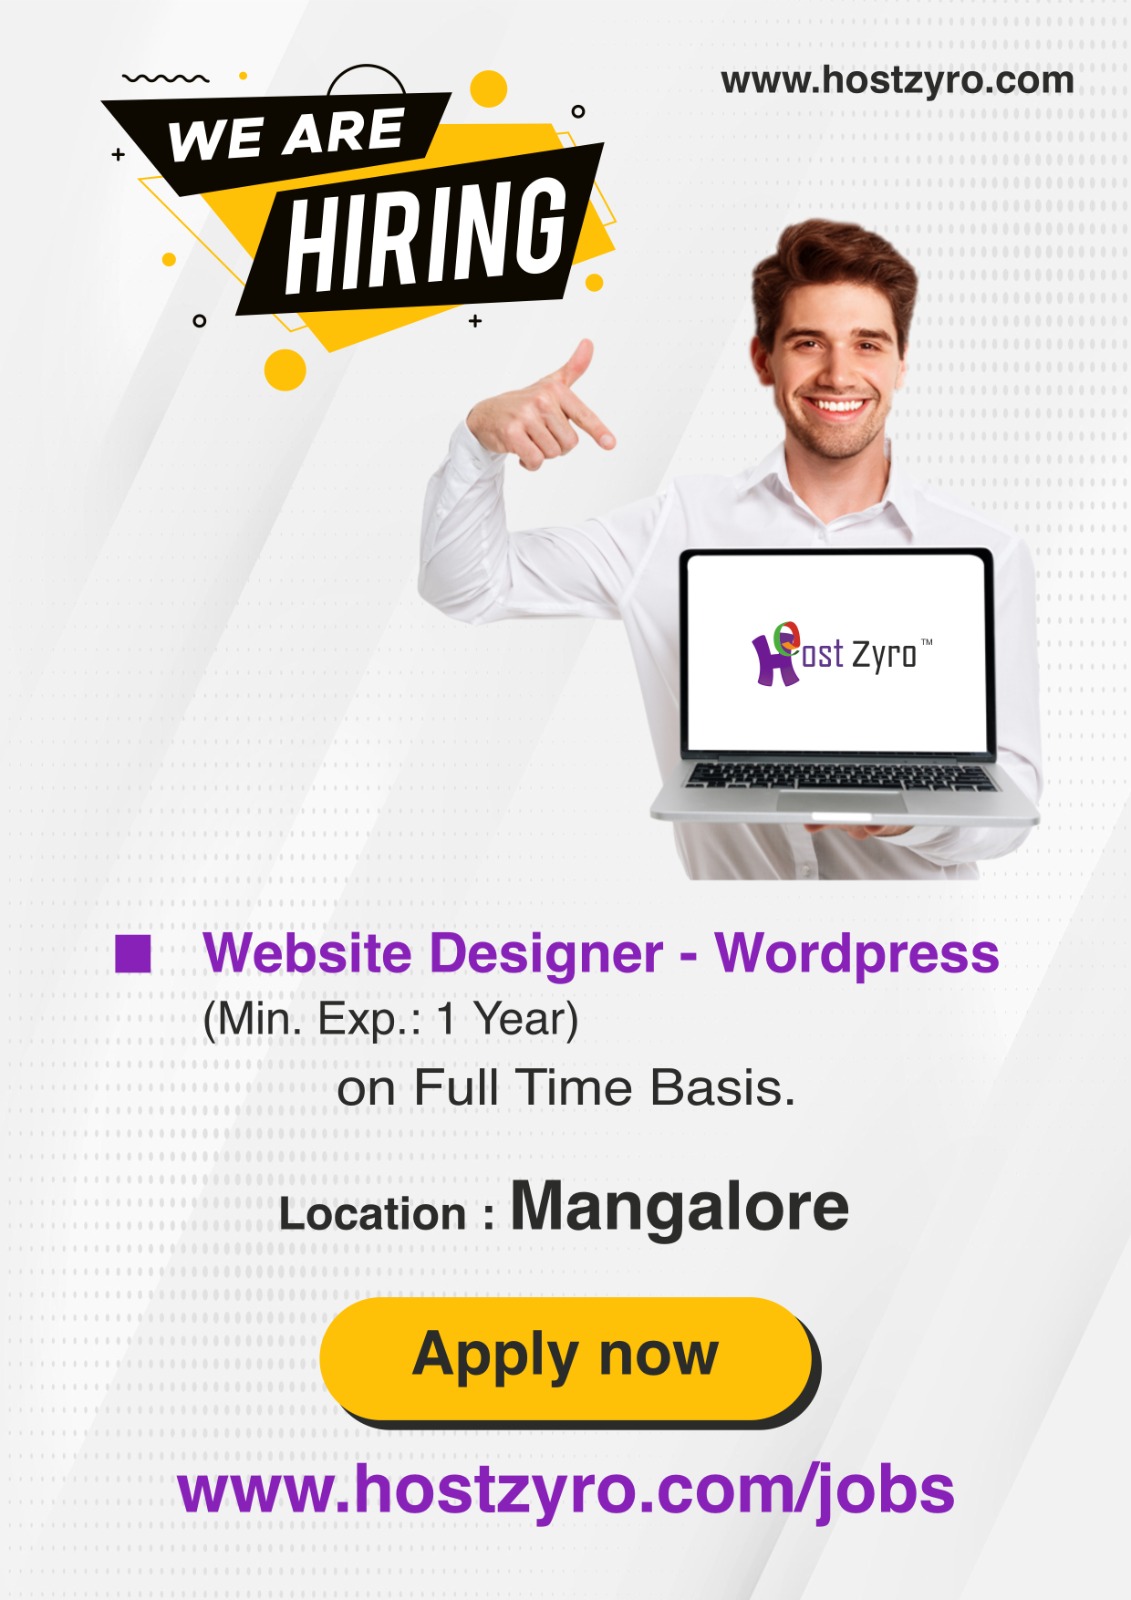 www.hostzyro.com
WE ARE
HIRING
Host Zyro™
Website Designer - Wordpress
(Min. Exp.: 1 Year)
on Full Time Basis.
Location : Mangalore
Apply now
www.hostzyro.com/jobs